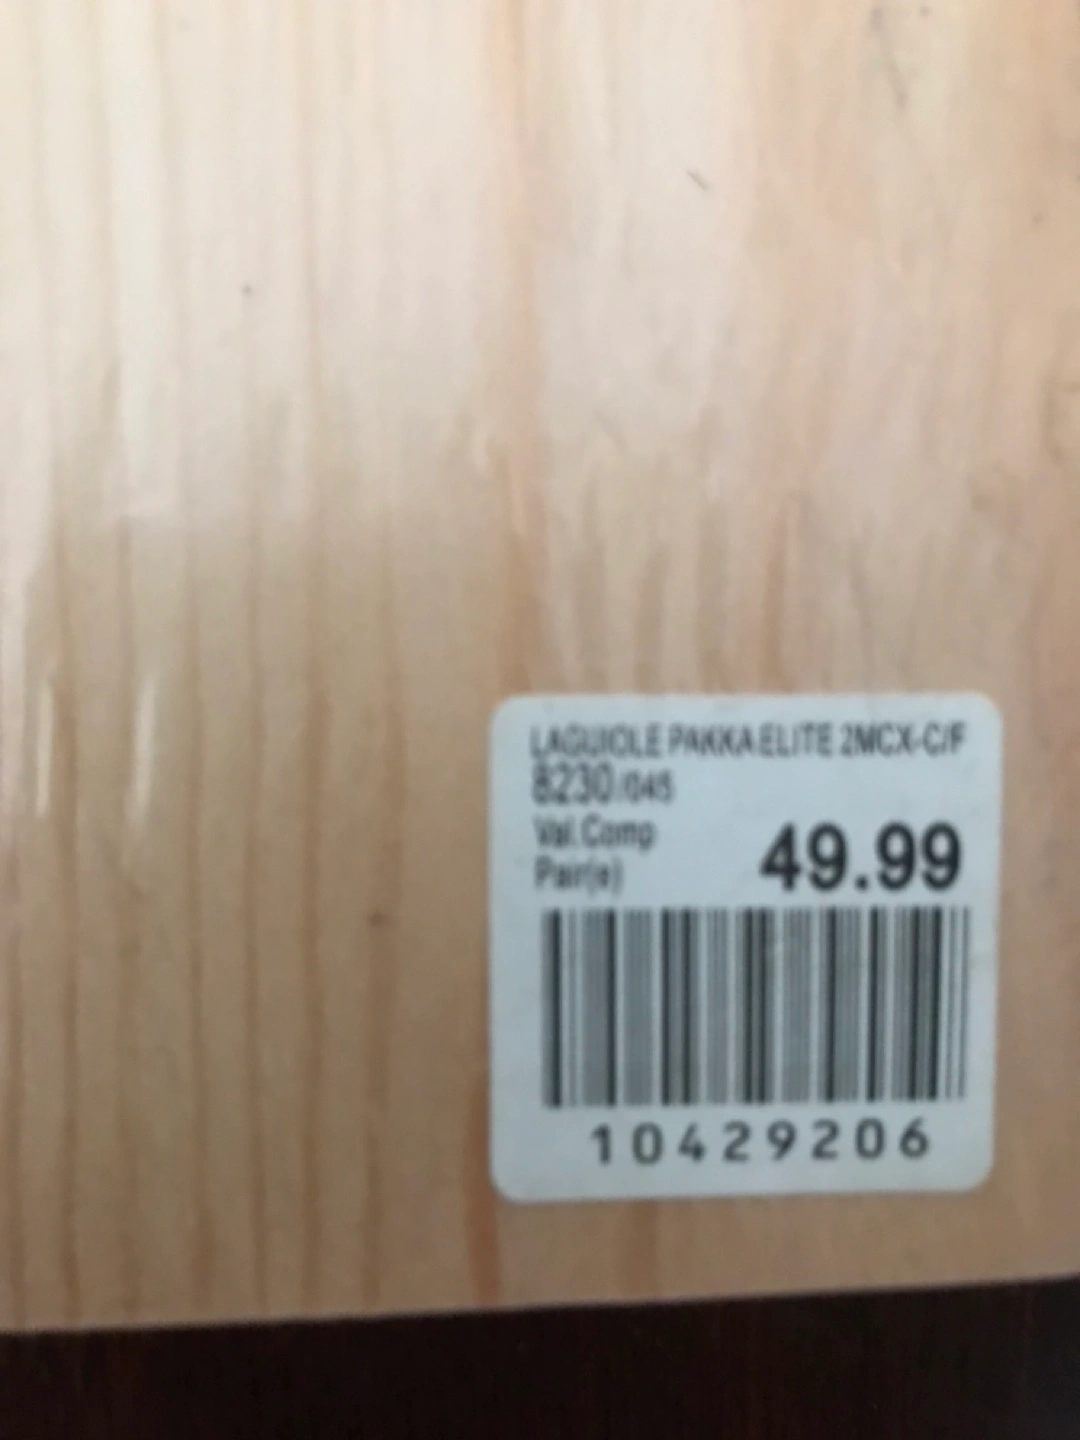 LAGUIOLE PAKKA ELITE 2MCX-C/F
8230/045
Val.Comp
Pair(e)
49.99
10429206